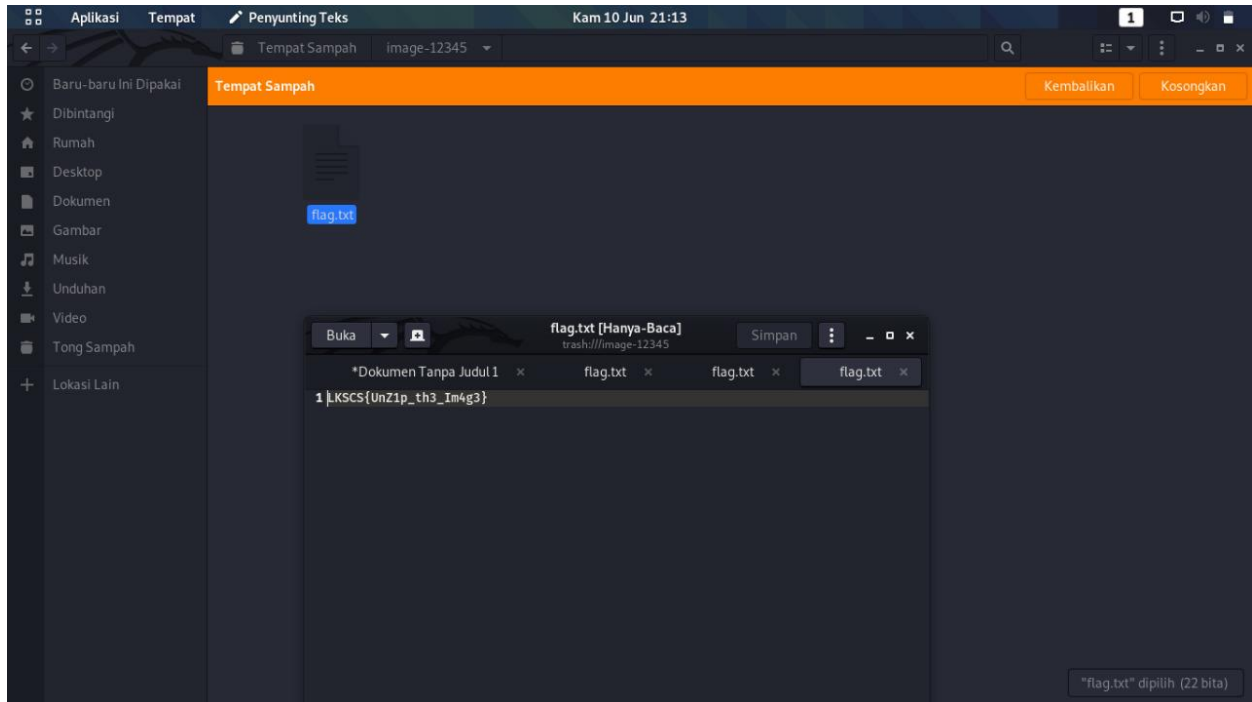 Aplikasi Tempat Penyunting Teks Kam 10 Jun 21:13 1
Tempat Sampah image-12345
Baru-baru Ini Dipakai
Tempat Sampah Kembalikan Kosongkan
Dibintangi
Rumah
Desktop
Dokumen
flag.txt
Gambar
Musik
Unduhan
Video
Tong Sampah
Lokasi Lain
Buka flag.txt [Hanya-Baca] Simpan
trash:///image-12345
*Dokumen Tanpa Judul 1 flag.txt flag.txt flag.txt
1 LKSCS{UnZ1p_th3_Im4g3}
"flag.txt" dipilih (22 bita)